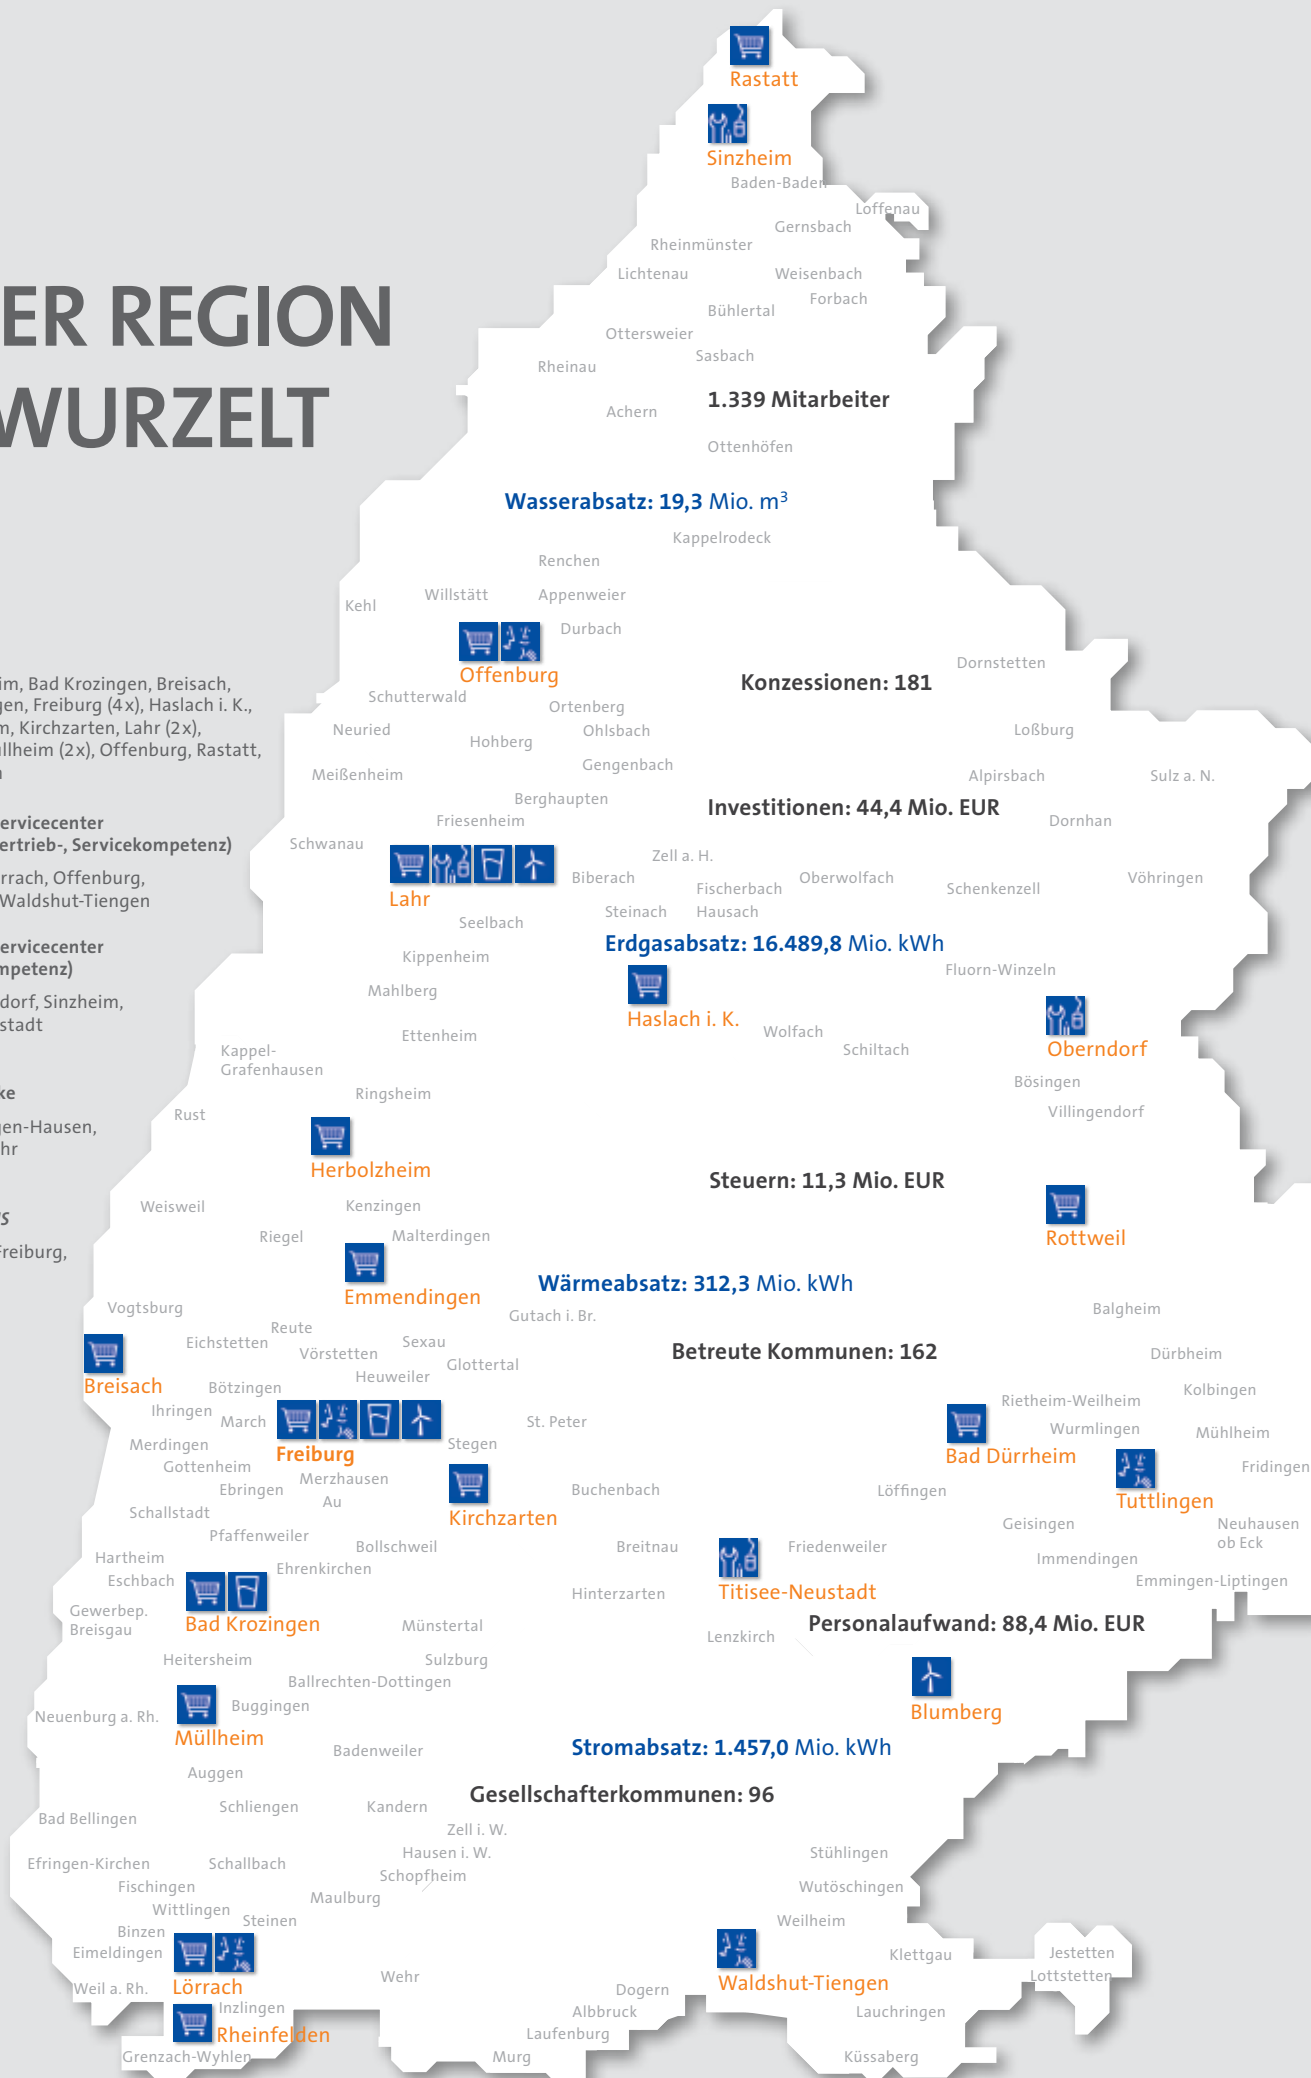 ER REGION
WURZELT
im, Bad Krozingen, Breisach,
gen, Freiburg (4x), Haslach i. K.,
m, Kirchzarten, Lahr (2x),
llheim (2x), Offenburg, Rastatt,
n
ervicecenter
ertrieb-, Servicekompetenz)
rrach, Offenburg,
Waldshut-Tiengen
ervicecenter
mpetenz)
dorf, Sinzheim,
stadt
ke
gen-Hausen,
hr
Freiburg,
Rastatt
Sinzheim
Baden-Baden
Loffenau
Gernsbach
Rheinmünster
Lichtenau
Weisenbach
Forbach
Bühlertal
Ottersweier
Sasbach
Rheinau
1.339 Mitarbeiter
Achern
Ottenhöfen
Wasserabsatz: 19,3 Mio. m³
Kappelrodeck
Renchen
Willstätt
Appenweier
Kehl
Durbach
Offenburg
Dornstetten
Konzessionen: 181
Schutterwald
Ortenberg
Neuried
Ohlsbach
Loßburg
Hohberg
Gengenbach
Meißenheim
Alpirsbach
Sulz a. N.
Berghaupten
Investitionen: 44,4 Mio. EUR
Friesenheim
Dornhan
Schwanau
Zell a. H.
Biberach
Oberwolfach
Vöhringen
Fischerbach
Schenkenzell
Lahr
Steinach
Hausach
Seelbach
Erdgasabsatz: 16.489,8 Mio. kWh
Kippenheim
Fluorn-Winzeln
Mahlberg
Haslach i. K.
Wolfach
Ettenheim
Schiltach
Oberndorf
Kappel-
Grafenhausen
Bösingen
Ringsheim
Rust
Villingendorf
Herbolzheim
Steuern: 11,3 Mio. EUR
Weisweil
Kenzingen
Riegel
Malterdingen
Rottweil
Wärmeabsatz: 312,3 Mio. kWh
Emmendingen
Vogtsburg
Gutach i. Br.
Balgheim
Reute
Eichstetten
Sexau
Vörstetten
Betreute Kommunen: 162
Dürbheim
Glottertal
Heuweiler
Breisach
Bötzingen
Kolbingen
Rietheim-Weilheim
Ihringen
March
St. Peter
Wurmlingen
Mühlheim
Merdingen
Stegen
Freiburg
Bad Dürrheim
Gottenheim
Fridingen
Merzhausen
Ebringen
Buchenbach
Löffingen
Au
Tuttlingen
Schallstadt
Kirchzarten
Geisingen
Neuhausen
ob Eck
Pfaffenweiler
Bollschweil
Breitnau
Friedenweiler
Hartheim
Immendingen
Ehrenkirchen
Eschbach
Emmingen-Liptingen
Hinterzarten
Titisee-Neustadt
Gewerbep.
Breisgau
Bad Krozingen
Münstertal
Personalaufwand: 88,4 Mio. EUR
Lenzkirch
Heitersheim
Sulzburg
Ballrechten-Dottingen
Buggingen
Blumberg
Neuenburg a. Rh.
Müllheim
Stromabsatz: 1.457,0 Mio. kWh
Badenweiler
Auggen
Gesellschafterkommunen: 96
Schliengen
Kandern
Bad Bellingen
Zell i. W.
Hausen i. W.
Stühlingen
Efringen-Kirchen
Schallbach
Schopfheim
Fischingen
Wutöschingen
Maulburg
Wittlingen
Steinen
Weilheim
Binzen
Eimeldingen
Klettgau
Jestetten
Wehr
Lottstetten
Weil a. Rh.
Lörrach
Dogern
Waldshut-Tiengen
Inzlingen
Albbruck
Lauchringen
Rheinfelden
Laufenburg
Grenzach-Wyhlen
Murg
Küssaberg